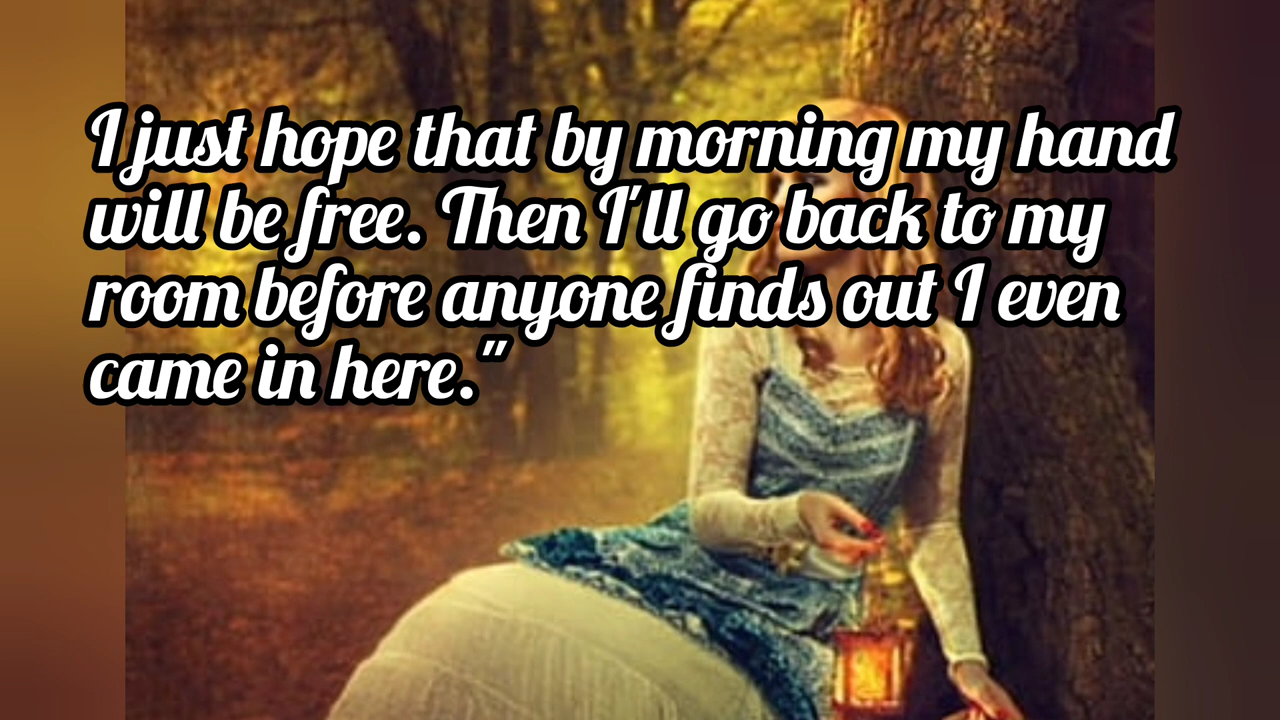 I just hope that by morning my hand
will be free. Then I'll go back to my
room before anyone finds out I even
came in here."